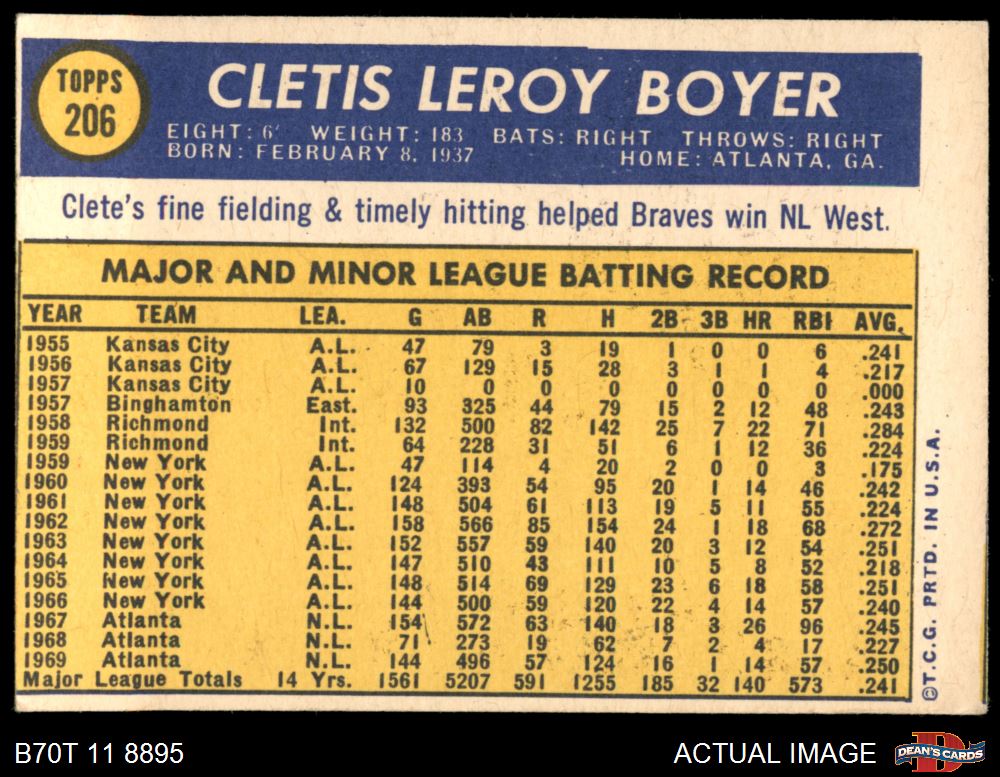 TOPPS
206
CLETIS LEROY BOYER
EIGHT: 6' WEIGHT: 183 BATS: RIGHT THROWS: RIGHT
BORN: FEBRUARY 8, 1937 HOME: ATLANTA, GA.
Clete's fine fielding & timely hitting helped Braves win NL West.
MAJOR AND MINOR LEAGUE BATTING RECORD
YEAR TEAM LEA. G AB R H 2B 3B HR RBI AVG.
1955 Kansas City A.L. 47 79 3 19 1 0 0 6 .241
1956 Kansas City A.L. 67 129 15 28 3 1 1 4 .217
1957 Kansas City A.L. 10 0 0 0 0 0 0 0 .000
1957 Binghamton East. 93 325 44 79 15 2 12 48 .243
1958 Richmond Int. 132 500 82 142 25 7 22 71 .284
1959 Richmond Int. 64 228 31 51 6 1 12 36 .224
1959 New York A.L. 47 114 4 20 2 0 0 3 .175
1960 New York A.L. 124 393 54 95 20 1 14 46 .242
1961 New York A.L. 148 504 61 113 19 5 11 55 .224
1962 New York A.L. 158 566 85 154 24 1 18 68 .272
1963 New York A.L. 152 557 59 140 20 3 12 54 .251
1964 New York A.L. 147 510 43 111 10 5 8 52 .218
1965 New York A.L. 148 514 69 129 23 6 18 58 .251
1966 New York A.L. 144 500 59 120 22 4 14 57 .240
1967 Atlanta N.L. 154 572 63 140 18 3 26 96 .245
1968 Atlanta N.L. 71 273 19 62 7 2 4 17 .227
1969 Atlanta N.L. 144 496 57 124 16 1 14 57 .250
Major League Totals 14 Yrs. 1561 5207 591 1255 185 32 140 573 .241
©T.C.G. PRTD. IN U.S.A.
B70T 11 8895 ACTUAL IMAGE
DEAN'S CARDS